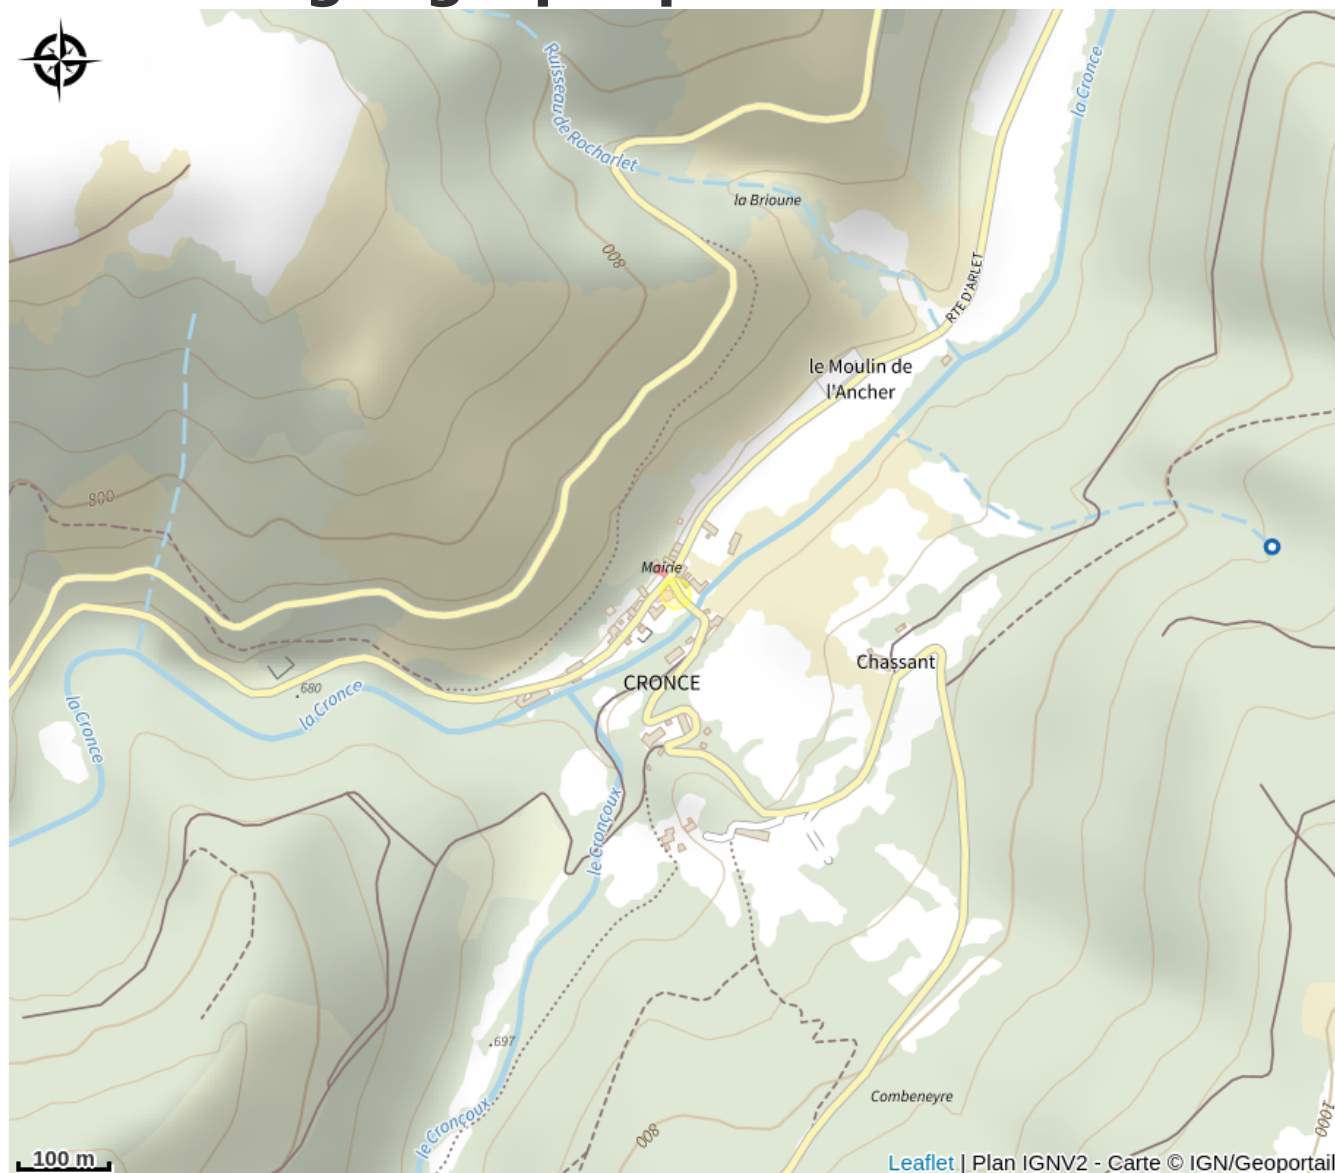 Ruisseau de Rocharlet
la Cronce
la Brioune
800
RTE D'ARLET
le Moulin de
l'Ancher
800
Mairie
Chassant
CRONCE
680
la Cronce
la Cronce
le Cronçoux
697
Combeneyre
le Cronçoux
800
1000
100 m
Leaflet | Plan IGNV2 - Carte © IGN/Geoportail